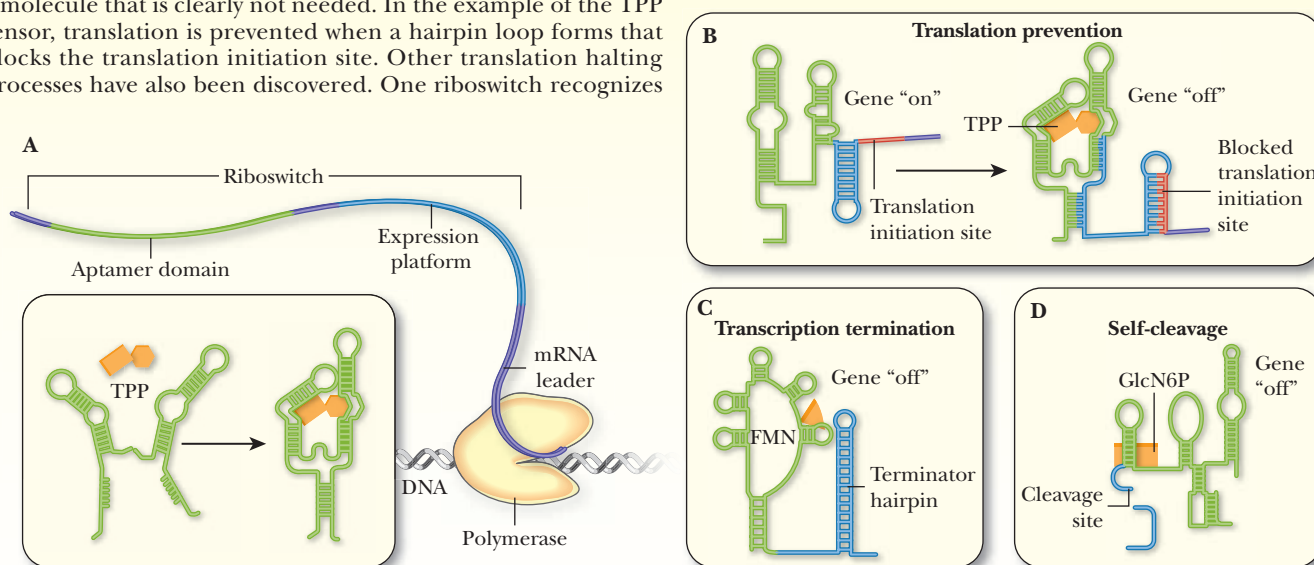 molecule that is clearly not needed. In the example of the TPP
ensor, translation is prevented when a hairpin loop forms that
locks the translation initiation site. Other translation halting
rocesses have also been discovered. One riboswitch recognizes
A
Riboswitch
Aptamer domain
Expression
platform
TPP
mRNA
leader
DNA
Polymerase
B
Translation prevention
Gene “on”
Translation
initiation site
TPP
Gene “off”
Blocked
translation
initiation
site
C
Transcription termination
Gene “off”
FMN
Terminator
hairpin
D
Self-cleavage
GlcN6P
Gene
“off”
Cleavage
site